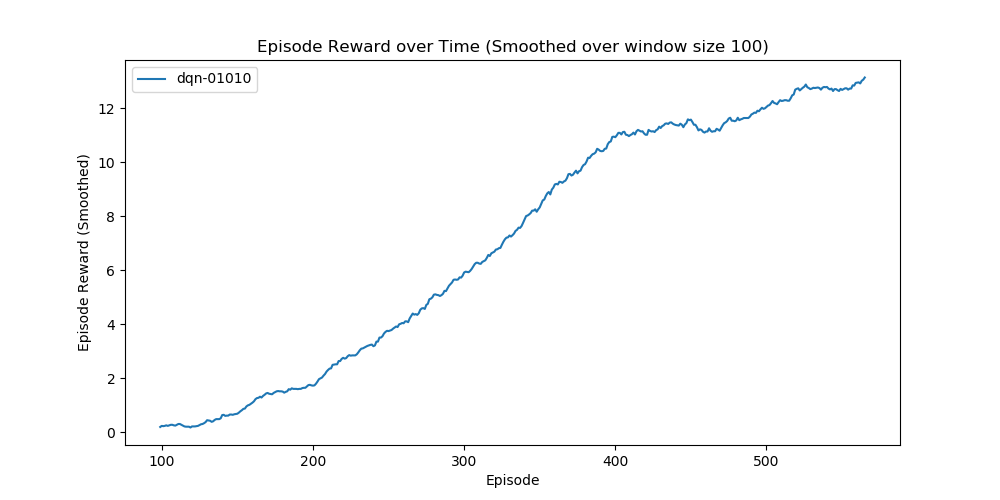 Episode Reward over Time (Smoothed over window size 100)
dqn-01010
Episode Reward (Smoothed)
12
10
8
6
4
2
0
100 200 300 400 500
Episode